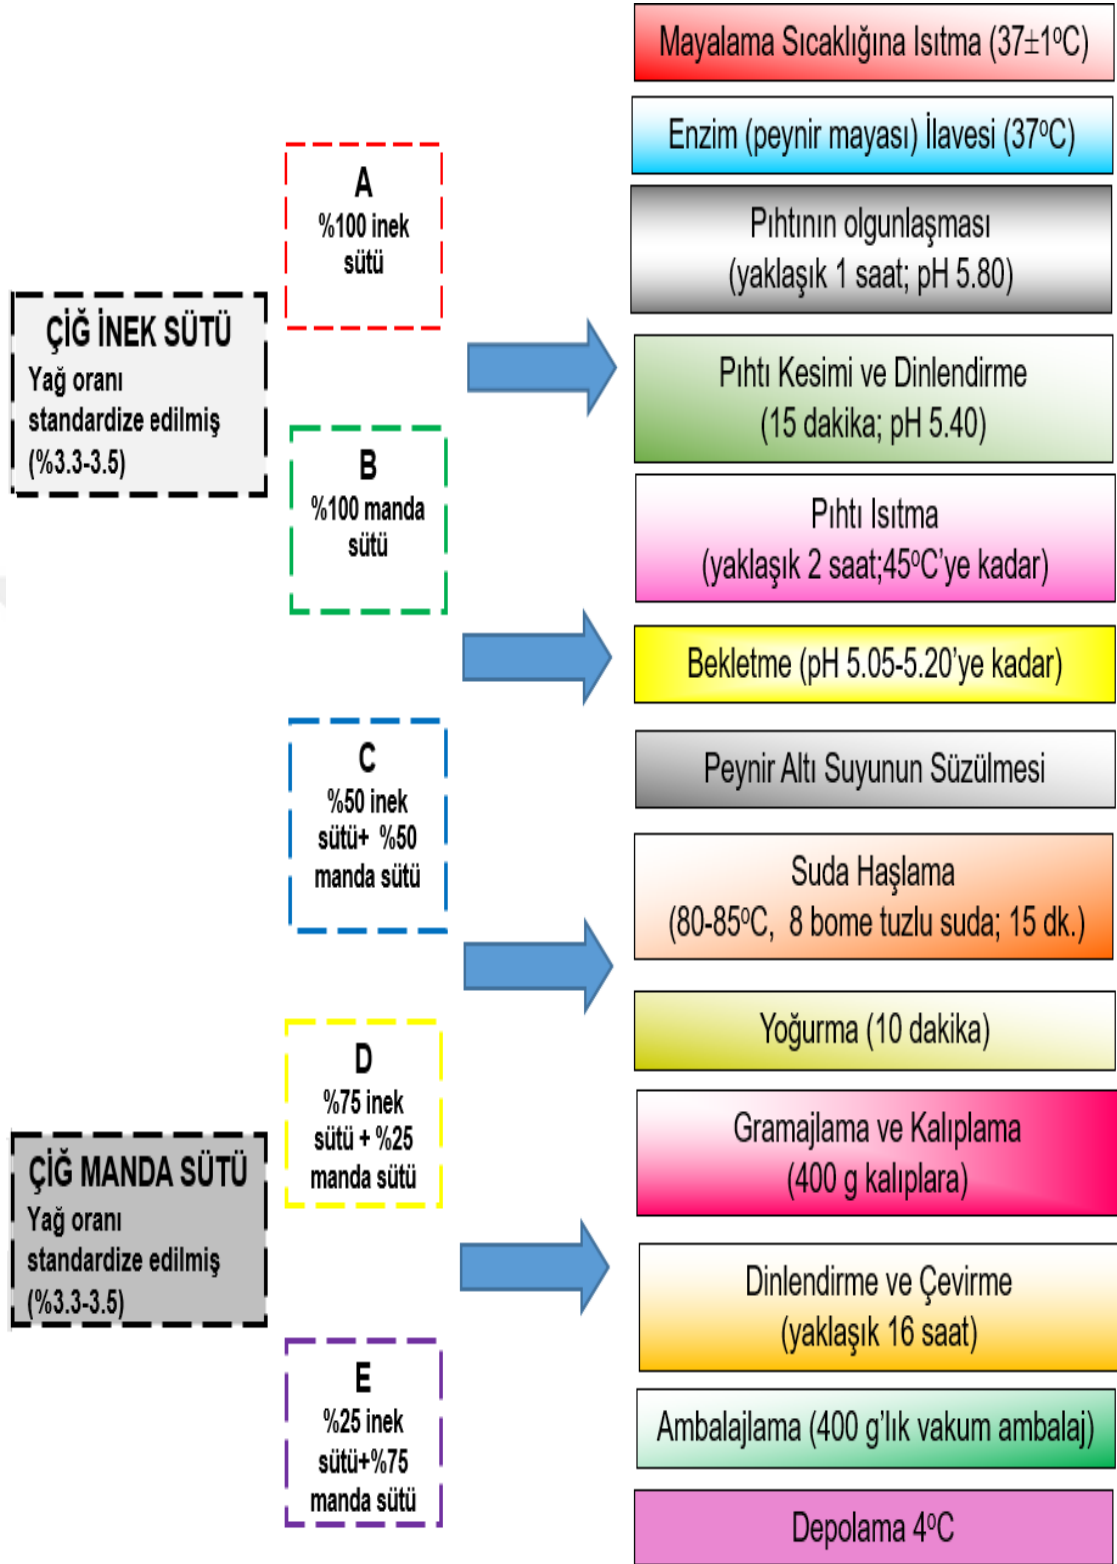 ÇİĞ İNEK SÜTÜ
Yağ oranı
standardize edilmiş
(%3.3-3.5)
ÇİĞ MANDA SÜTÜ
Yağ oranı
standardize edilmiş
(%3.3-3.5)
A
%100 inek
sütü
B
%100 manda
sütü
C
%50 inek
sütü+ %50
manda sütü
D
%75 inek
sütü + %25
manda sütü
E
%25 inek
sütü+%75
manda sütü
Mayalama Sıcaklığına Isıtma (37±1ºC)
Enzim (peynir mayası) İlavesi (37ºC)
Pıhtının olgunlaşması
(yaklaşık 1 saat; pH 5.80)
Pıhtı Kesimi ve Dinlendirme
(15 dakika; pH 5.40)
Pıhtı Isıtma
(yaklaşık 2 saat;45ºC’ye kadar)
Bekletme (pH 5.05-5.20’ye kadar)
Peynir Altı Suyunun Süzülmesi
Suda Haşlama
(80-85ºC, 8 bome tuzlu suda; 15 dk.)
Yoğurma (10 dakika)
Gramajlama ve Kalıplama
(400 g kalıplara)
Dinlendirme ve Çevirme
(yaklaşık 16 saat)
Ambalajlama (400 g’lık vakum ambalaj)
Depolama 4ºC